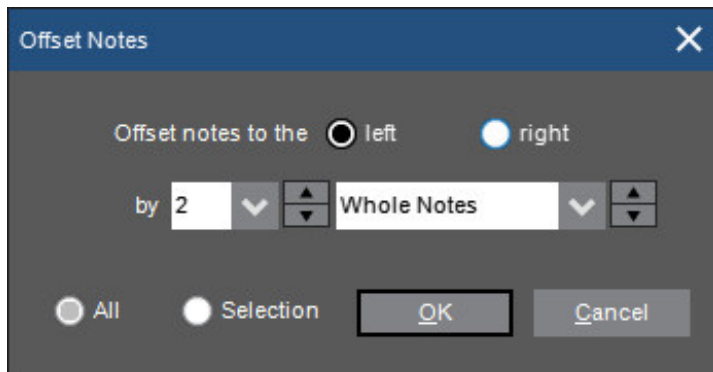 Offset Notes
Offset notes to the left right
by 2 Whole Notes
All Selection OK Cancel